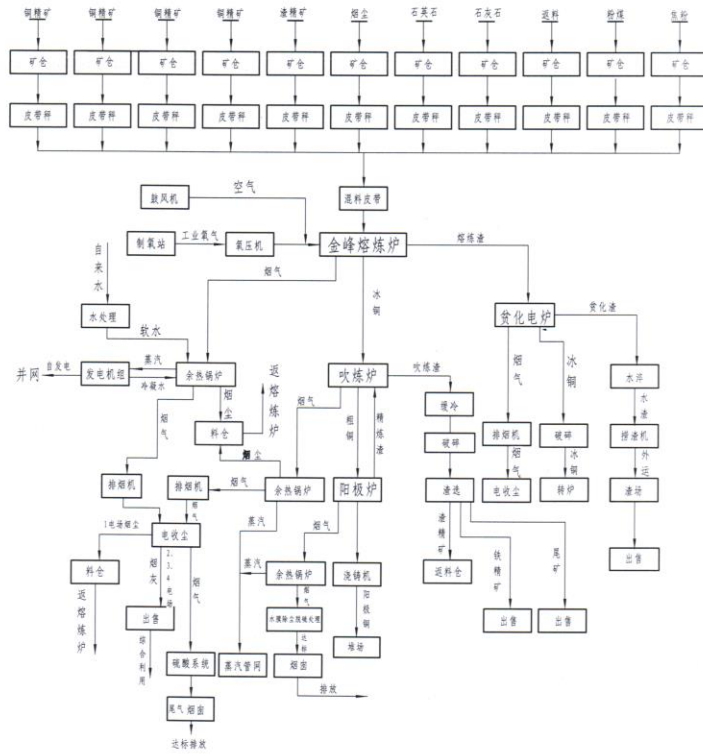 铜精矿 铜精矿 铜精矿 铜精矿 渣精矿 烟尘 石英石 石灰石 返料 粉煤 焦粉
矿仓 矿仓 矿仓 矿仓 矿仓 矿仓 矿仓 矿仓 矿仓 矿仓 矿仓
皮带秤 皮带秤 皮带秤 皮带秤 皮带秤 皮带秤 皮带秤 皮带秤 皮带秤 皮带秤 皮带秤
鼓风机 空气 混料皮带
制氧站 工业氧气 氧压机 金峰熔炼炉 熔炼渣
自来水 烟气
水处理 冰铜 贫化电炉 贫化渣
软水
并网 自发电 发电机组 蒸汽 冷凝水 余热锅炉 吹炼炉 吹炼渣 烟气 冰铜 水淬
烟尘 返熔炼炉 烟气 粗铜 精炼渣 缓冷 水渣
烟气 料仓 破碎 排烟机 破碎 捞渣机
烟尘 烟气 冰铜 外运
排烟机 排烟机 烟气 余热锅炉 阳极炉 渣选 电收尘 转炉 渣场
烟气
1电场烟尘 电收尘 蒸汽 烟气 渣精矿 铁精矿 尾矿 出售
料仓 烟灰 2,3,4电场 烟气 蒸汽 余热锅炉 浇铸机 返料仓
返熔炼炉 烟气 阳极铜
出售 水膜除尘脱硫处理 出售 出售
综合利用 达标 堆场
硫酸系统 蒸汽管网 烟囱
排放
尾气烟囱
达标排放